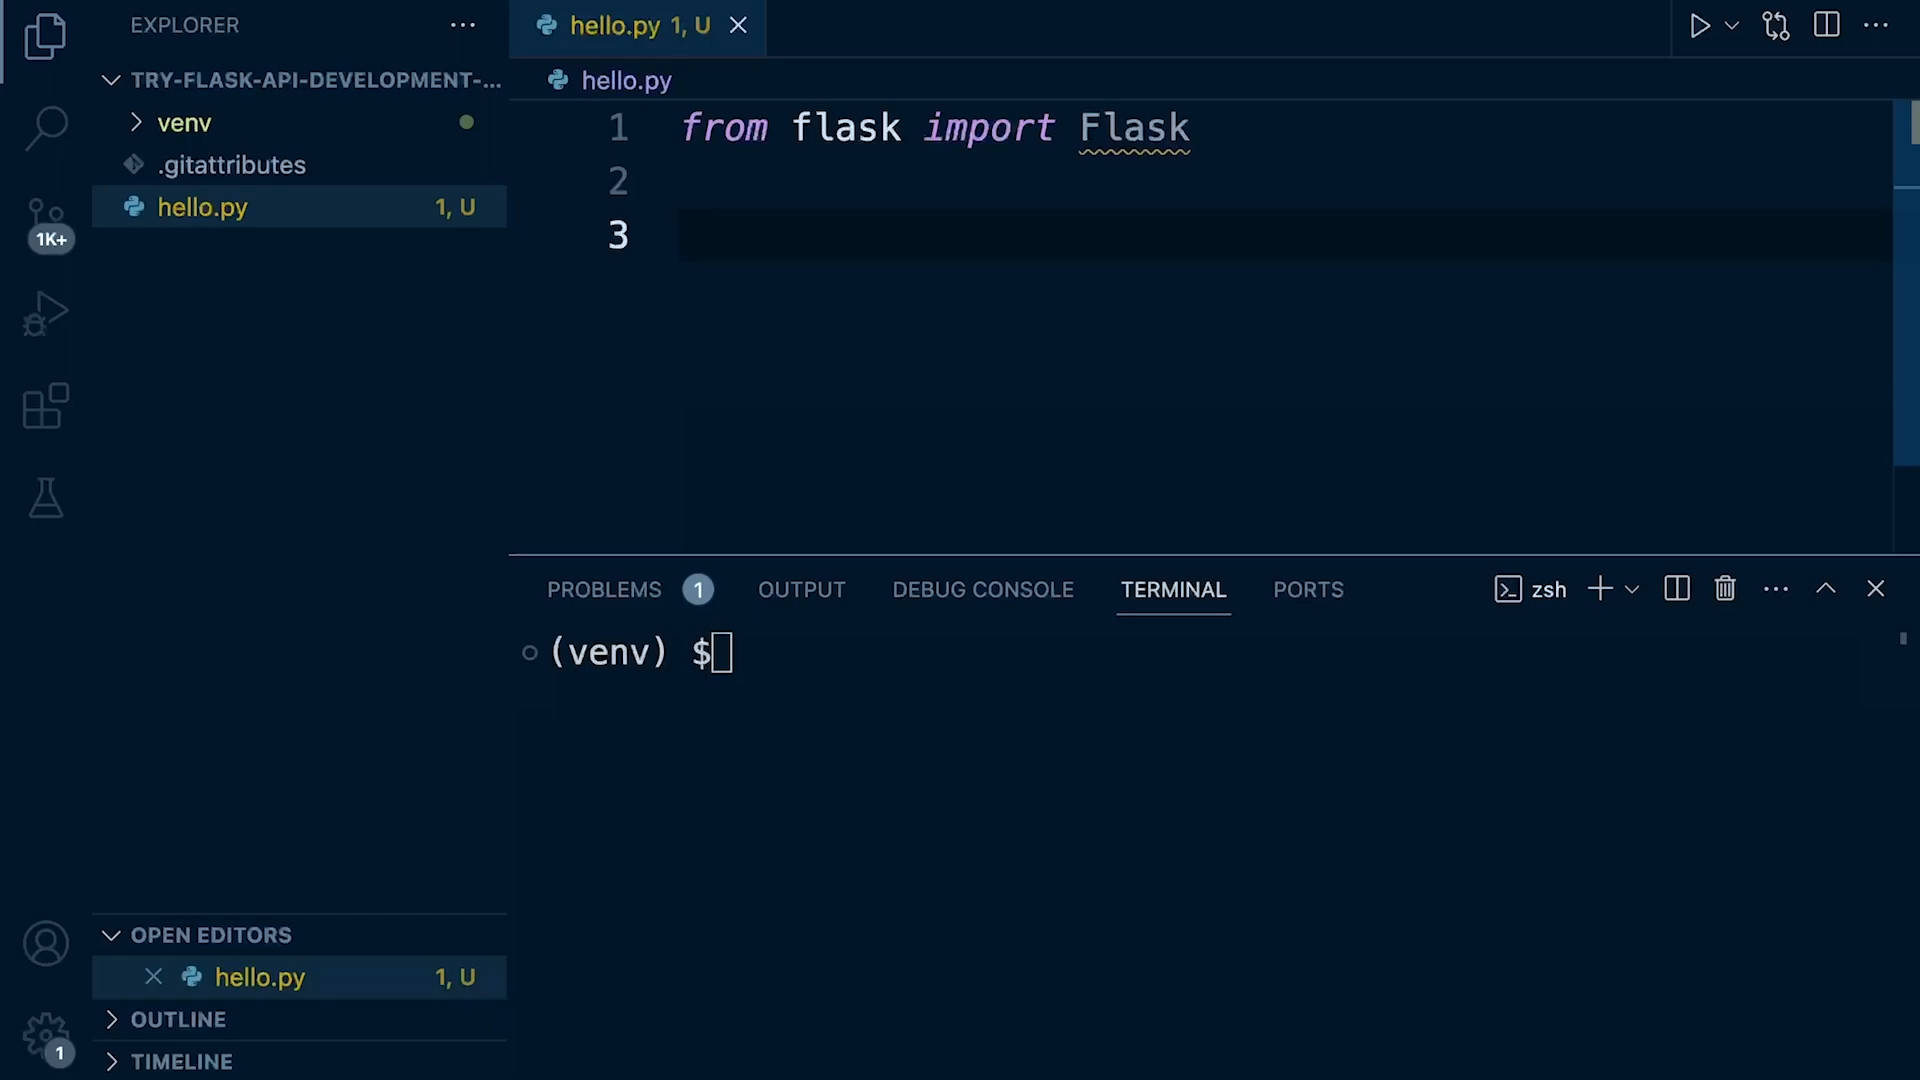 EXPLORER
TRY-FLASK-API-DEVELOPMENT-...
venv
.gitattributes
hello.py 1, U
1K+
hello.py 1, U
hello.py
1 from flask import Flask
2
3
PROBLEMS 1 OUTPUT DEBUG CONSOLE TERMINAL PORTS zsh
(venv) $
OPEN EDITORS
hello.py 1, U
OUTLINE
1
TIMELINE